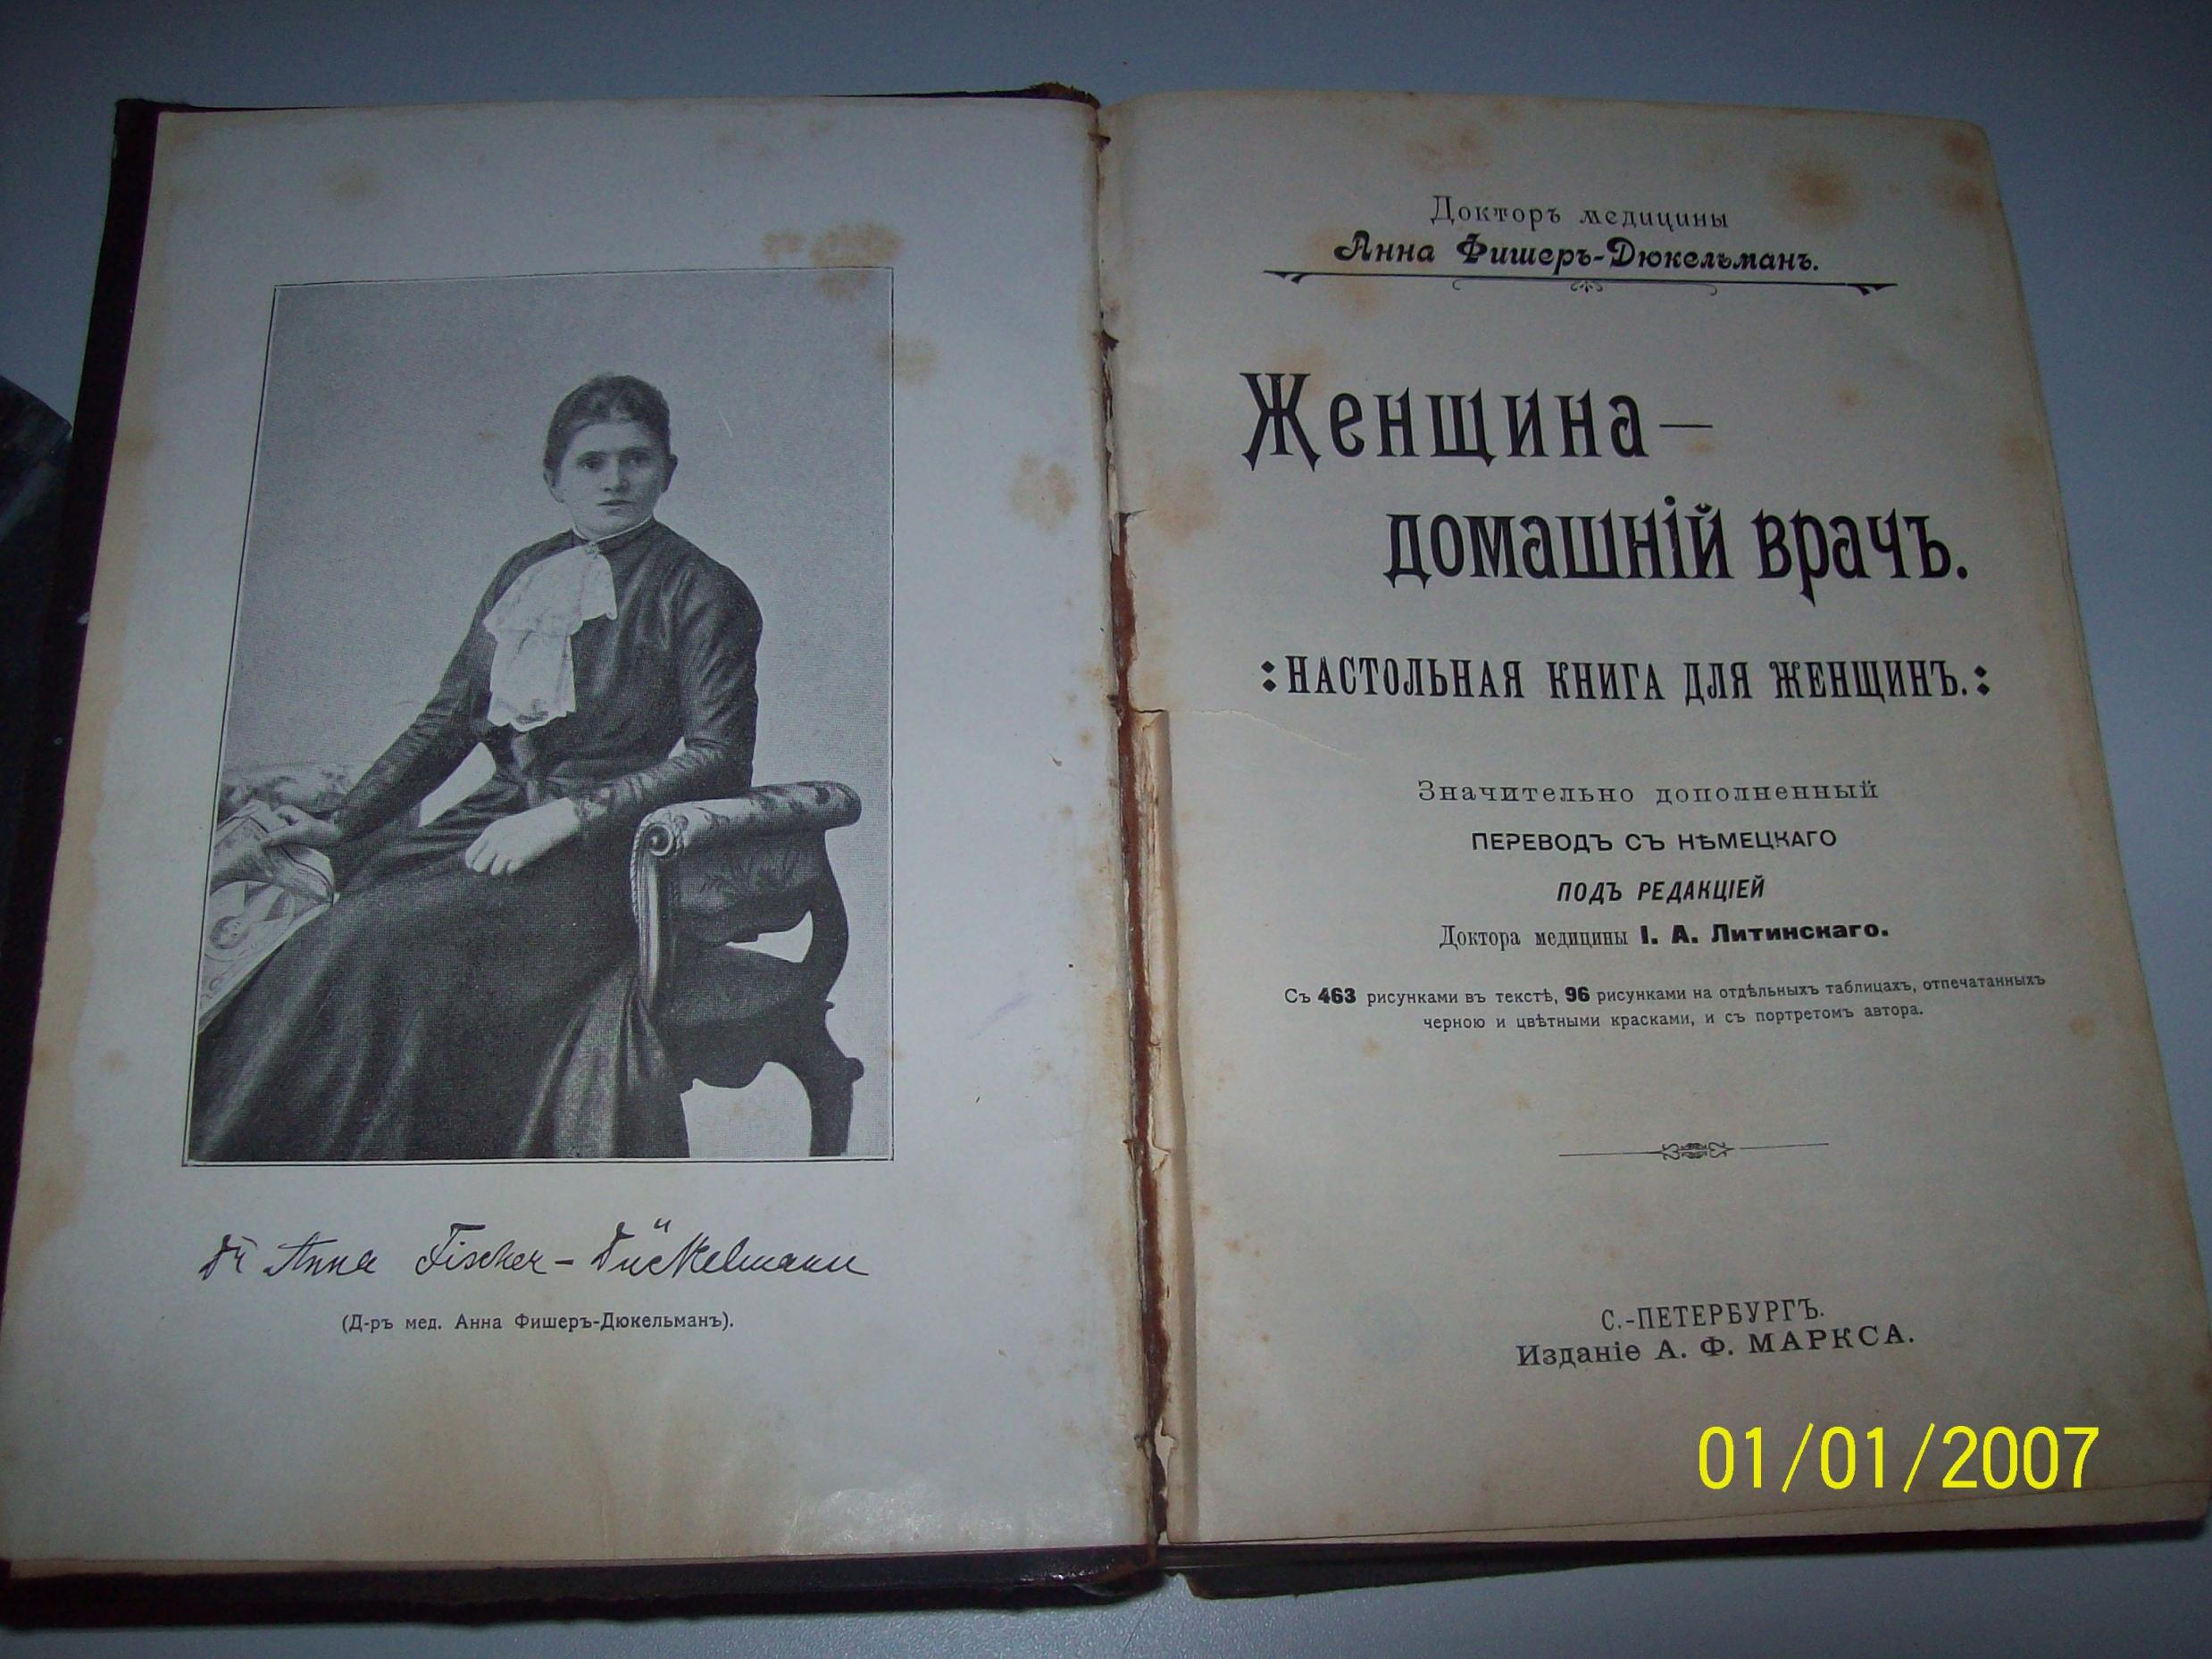 Dr Anna Fischer-Dückelmann
(Д-ръ мед. Анна Фишеръ-Дюкельманъ).
Докторъ медицины
Анна Фишеръ-Дюкельманъ.
Женщина—
домашній врачъ.
НАСТОЛЬНАЯ КНИГА ДЛЯ ЖЕНЩИНЪ.
Значительно дополненный
ПЕРЕВОДЪ СЪ НѢМЕЦКАГО
ПОДЪ РЕДАКЦІЕЙ
Доктора медицины І. А. Литинскаго.
Съ 463 рисунками въ текстѣ, 96 рисунками на отдѣльныхъ таблицахъ, отпечатанныхъ
черною и цвѣтными красками, и съ портретомъ автора.
С.-ПЕТЕРБУРГЪ.
Изданіе А. Ф. МАРКСА.
01/01/2007